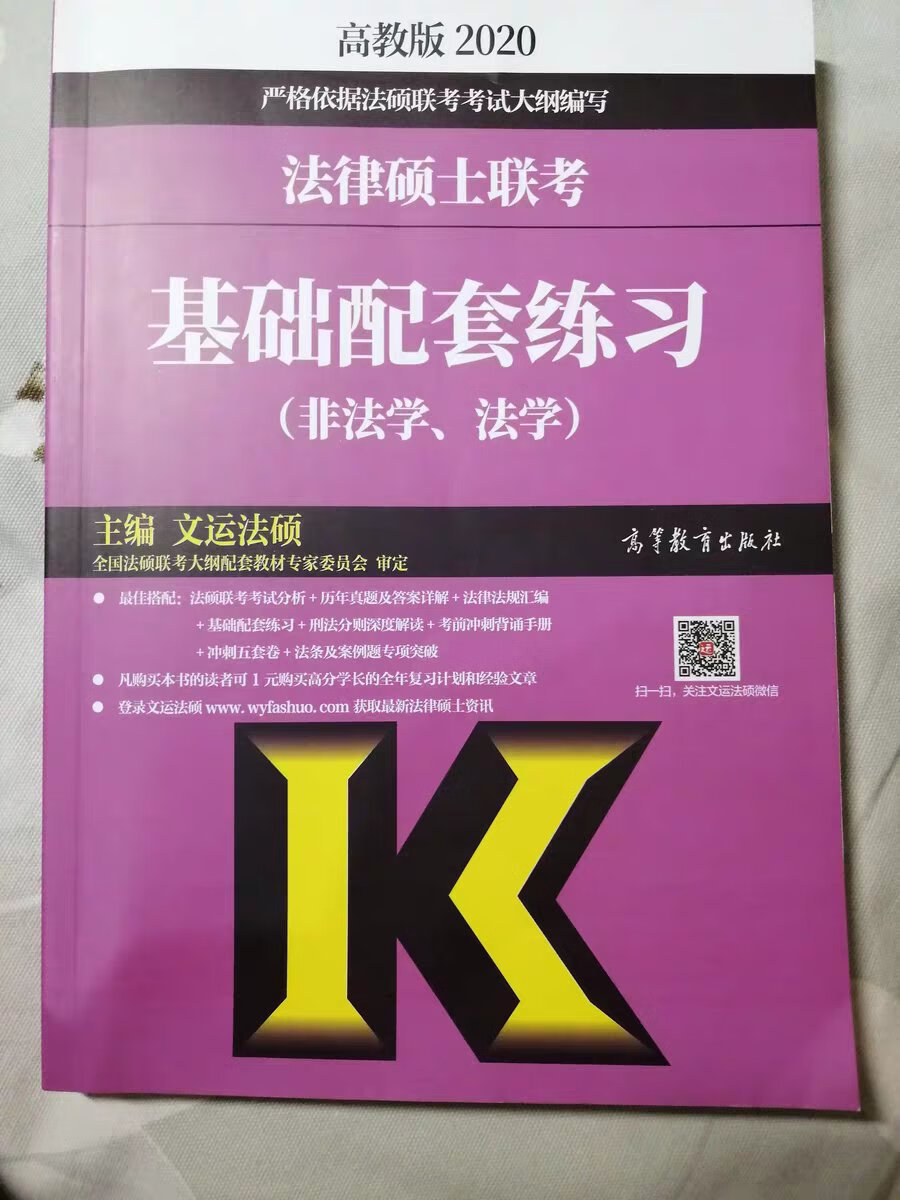 高教版 2020
严格依据法硕联考考试大纲编写
法律硕士联考
基础配套练习
（非法学、法学）
主编 文运法硕
全国法硕联考大纲配套教材专家委员会 审定
高等教育出版社
● 最佳搭配：法硕联考考试分析 + 历年真题及答案详解 + 法律法规汇编
+ 基础配套练习 + 刑法分则深度解读 + 考前冲刺背诵手册
+ 冲刺五套卷 + 法条及案例题专项突破
● 凡购买本书的读者可 1 元购买高分学长的全年复习计划和经验文章
● 登录文运法硕 www.wyfashuo.com 获取最新法律硕士资讯
扫一扫，关注文运法硕微信
K